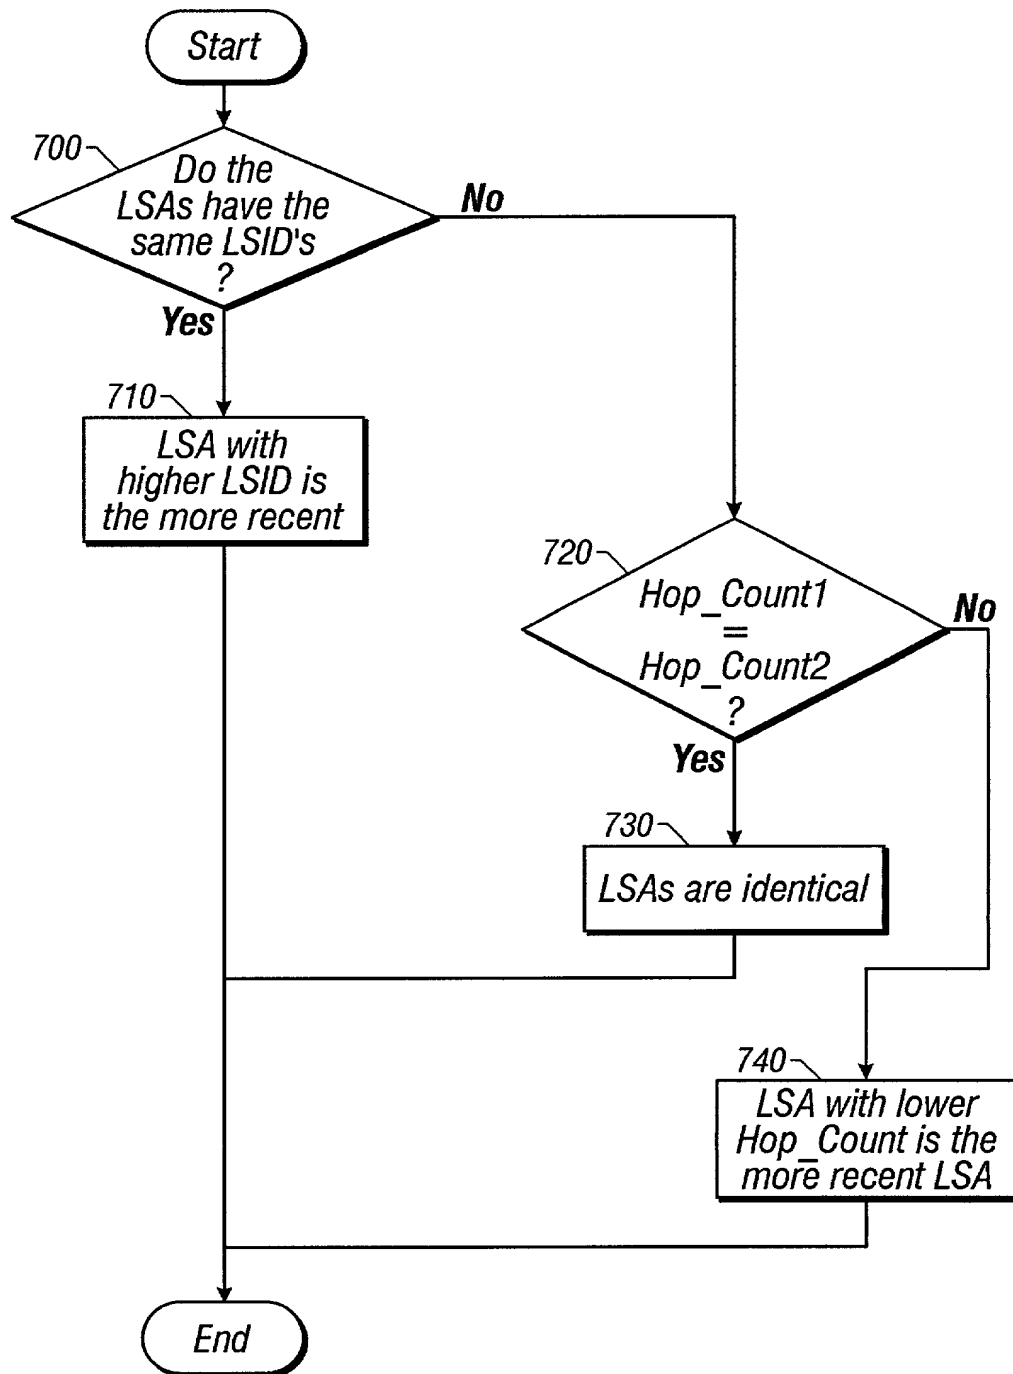 Start
700
Do the
LSAs have the
same LSID's
?
No
Yes
710
LSA with
higher LSID is
the more recent
720
Hop_Count1
=
Hop_Count2
?
No
Yes
730
LSAs are identical
740
LSA with lower
Hop_Count is the
more recent LSA
End